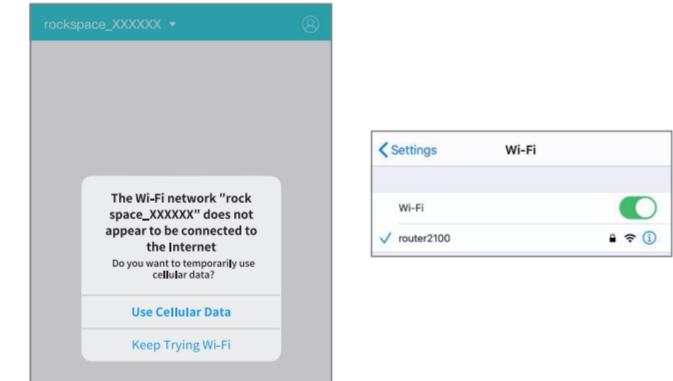 rockspace_XXXXXX
The Wi-Fi network "rock
space_XXXXXX" does not
appear to be connected to
the Internet
Do you want to temporarily use
cellular data?
Use Cellular Data
Keep Trying Wi-Fi
Settings
Wi-Fi
Wi-Fi
router2100